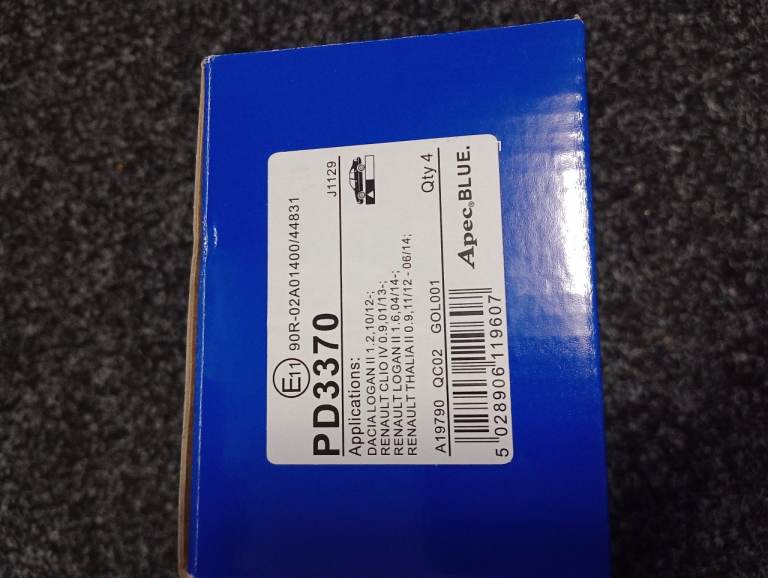 E11 90R-02A01400/44831
PD3370 J1129
Applications:
DACIA LOGAN II 1.2,10/12-;
RENAULT CLIO IV 0.9,01/13-;
RENAULT LOGAN II 1.6,04/14-;
RENAULT THALIA II 0.9,11/12 - 06/14;
Qty 4
A19790 QC02 GOL001
Apec® BLUE.
5 028906 119607